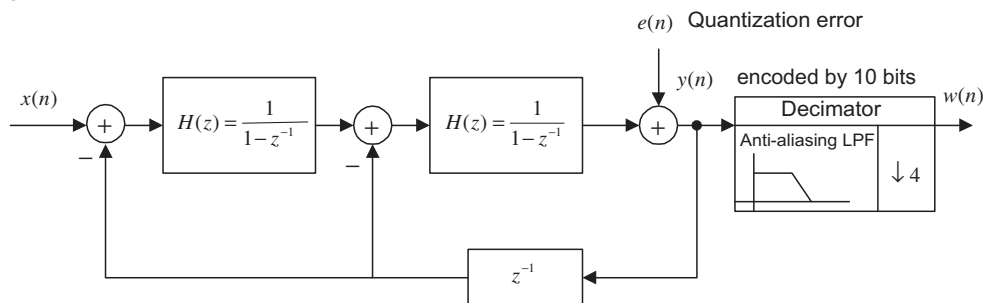 e(n) Quantization error
x(n)
+
−
H(z) = 1/(1 − z⁻¹)
+
−
H(z) = 1/(1 − z⁻¹)
+
y(n)
encoded by 10 bits
w(n)
Decimator
Anti-aliasing LPF
↓ 4
z⁻¹